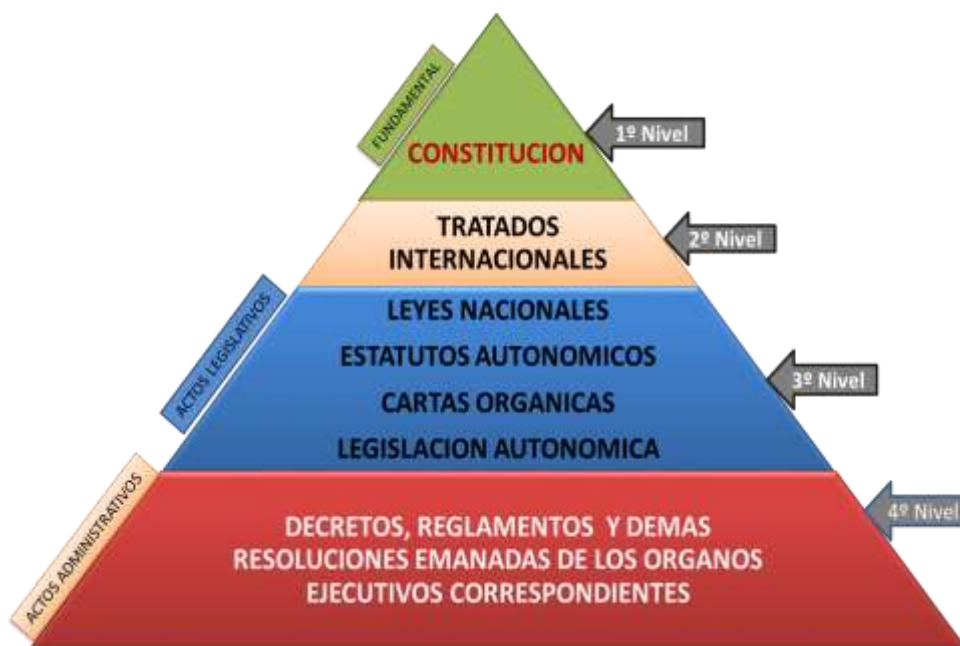 FUNDAMENTAL
CONSTITUCION
1º Nivel
TRATADOS
INTERNACIONALES
2º Nivel
ACTOS LEGISLATIVOS
LEYES NACIONALES
ESTATUTOS AUTONOMICOS
CARTAS ORGANICAS
LEGISLACION AUTONOMICA
3º Nivel
ACTOS ADMINISTRATIVOS
DECRETOS, REGLAMENTOS Y DEMAS
RESOLUCIONES EMANADAS DE LOS ORGANOS
EJECUTIVOS CORRESPONDIENTES
4º Nivel